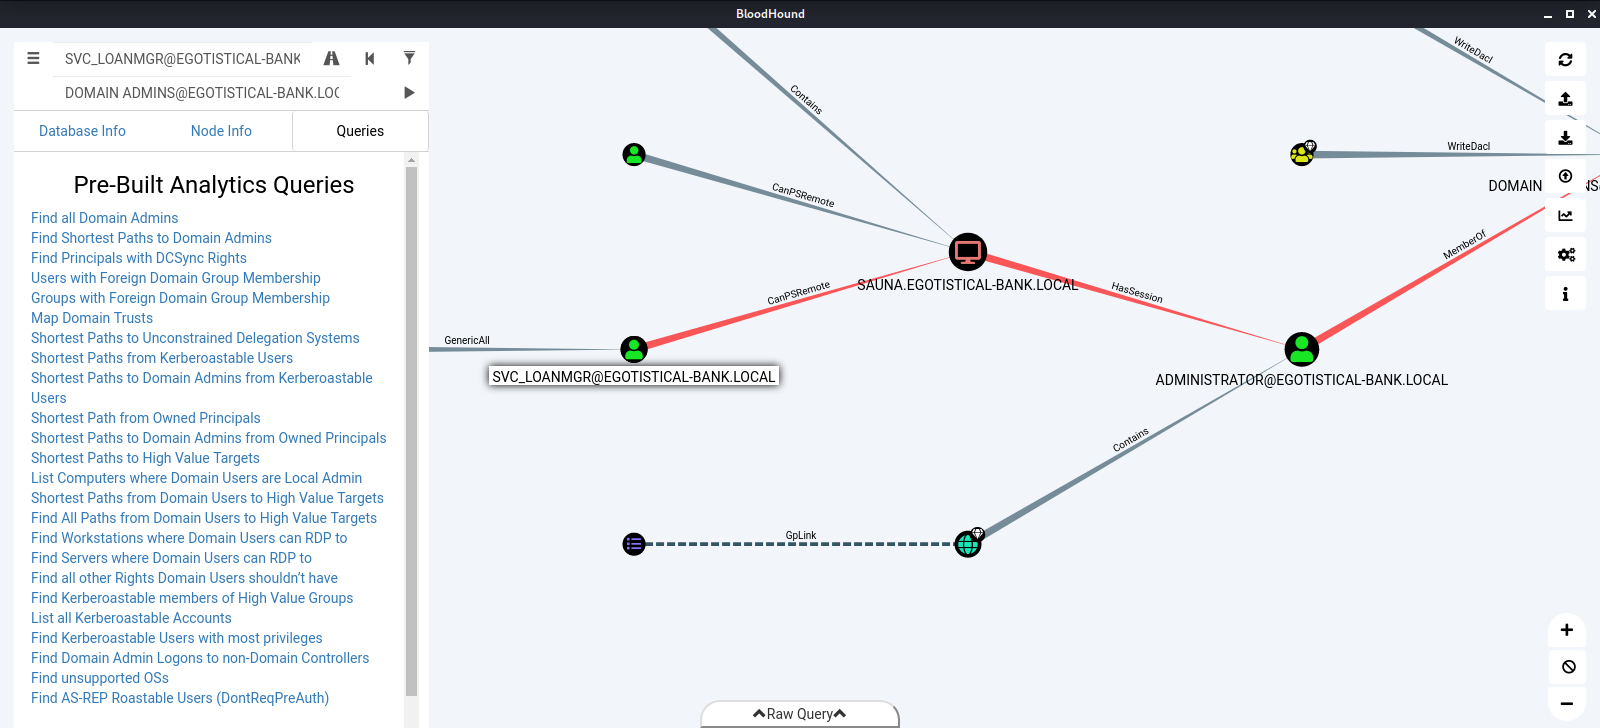 BloodHound
SVC_LOANMGR@EGOTISTICAL-BANK
DOMAIN ADMINS@EGOTISTICAL-BANK.LOC
Database Info
Node Info
Queries
Pre-Built Analytics Queries
Find all Domain Admins
Find Shortest Paths to Domain Admins
Find Principals with DCSync Rights
Users with Foreign Domain Group Membership
Groups with Foreign Domain Group Membership
Map Domain Trusts
Shortest Paths to Unconstrained Delegation Systems
Shortest Paths from Kerberoastable Users
Shortest Paths to Domain Admins from Kerberoastable
Users
Shortest Path from Owned Principals
Shortest Paths to Domain Admins from Owned Principals
Shortest Paths to High Value Targets
List Computers where Domain Users are Local Admin
Shortest Paths from Domain Users to High Value Targets
Find All Paths from Domain Users to High Value Targets
Find Workstations where Domain Users can RDP to
Find Servers where Domain Users can RDP to
Find all other Rights Domain Users shouldn't have
Find Kerberoastable members of High Value Groups
List all Kerberoastable Accounts
Find Kerberoastable Users with most privileges
Find Domain Admin Logons to non-Domain Controllers
Find unsupported OSs
Find AS-REP Roastable Users (DontReqPreAuth)
WriteDacl
Contains
WriteDacl
CanPSRemote
DOMAIN
MemberOf
SAUNA.EGOTISTICAL-BANK.LOCAL
CanPSRemote
HasSession
GenericAll
SVC_LOANMGR@EGOTISTICAL-BANK.LOCAL
ADMINISTRATOR@EGOTISTICAL-BANK.LOCAL
Contains
GpLink
Raw Query